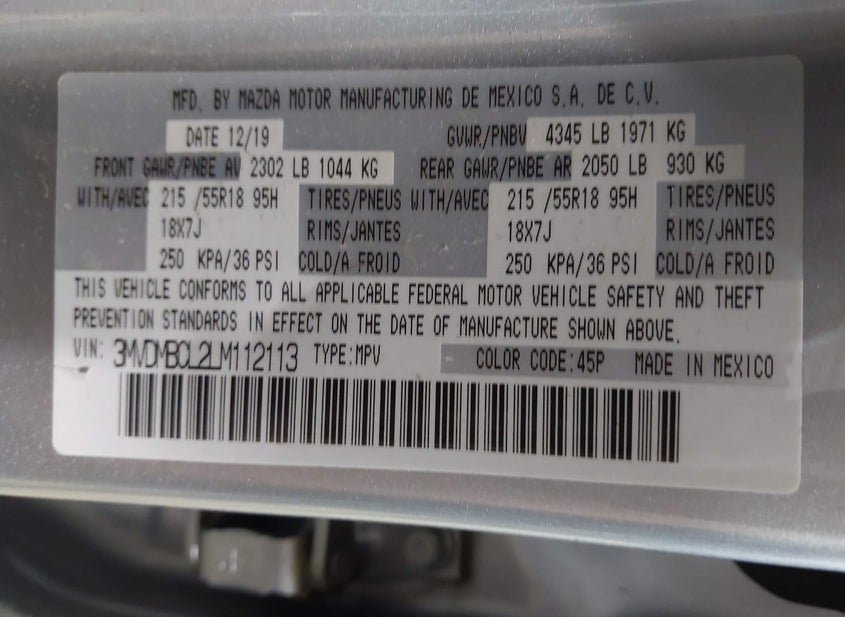 MFD. BY MAZDA MOTOR MANUFACTURING DE MEXICO S.A. DE C.V.
DATE 12/19 GVWR/PNBV 4345 LB 1971 KG
FRONT GAWR/PNBE AV 2302 LB 1044 KG REAR GAWR/PNBE AR 2050 LB 930 KG
WITH/AVEC 215 /55R18 95H TIRES/PNEUS WITH/AVEC 215 /55R18 95H TIRES/PNEUS
18X7J RIMS/JANTES 18X7J RIMS/JANTES
250 KPA/36 PSI COLD/A FROID 250 KPA/36 PSI COLD/A FROID
THIS VEHICLE CONFORMS TO ALL APPLICABLE FEDERAL MOTOR VEHICLE SAFETY AND THEFT
PREVENTION STANDARDS IN EFFECT ON THE DATE OF MANUFACTURE SHOWN ABOVE.
VIN: 3MVDMBCL2LM112113 TYPE:MPV COLOR CODE:45P MADE IN MEXICO